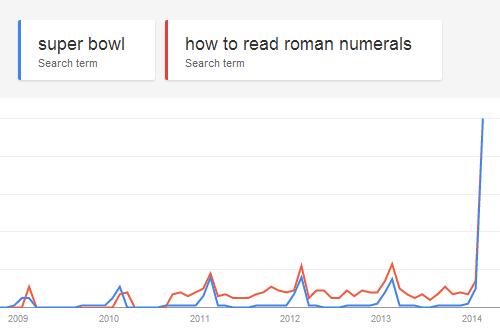 super bowl
Search term
how to read roman numerals
Search term
2009 2010 2011 2012 2013 2014